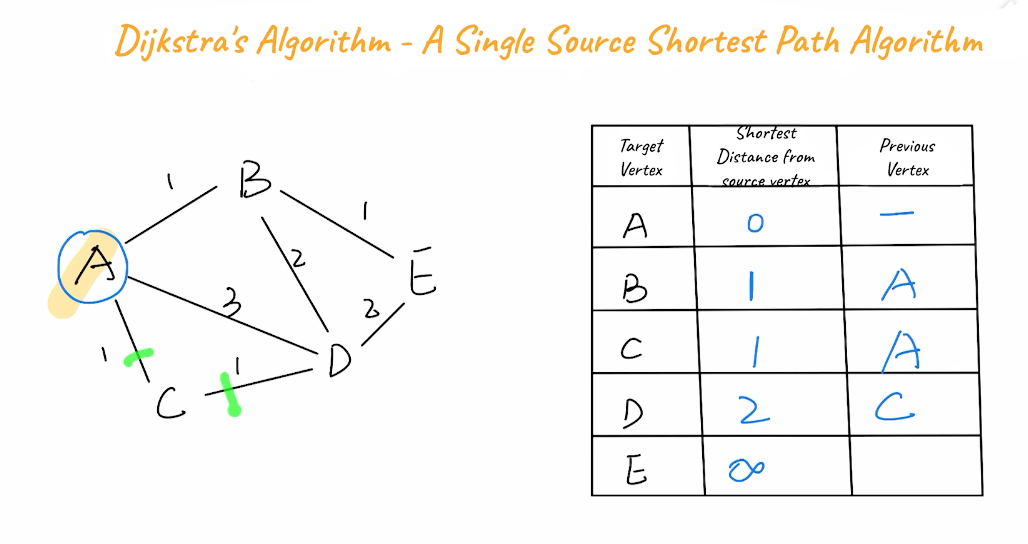 Dijkstra's Algorithm - A Single Source Shortest Path Algorithm
1
B
1
A
2
E
3
2
1
1
D
C
Target
Vertex
Shortest
Distance from
source vertex
Previous
Vertex
A 0 —
B 1 A
C 1 A
D 2 C
E ∞